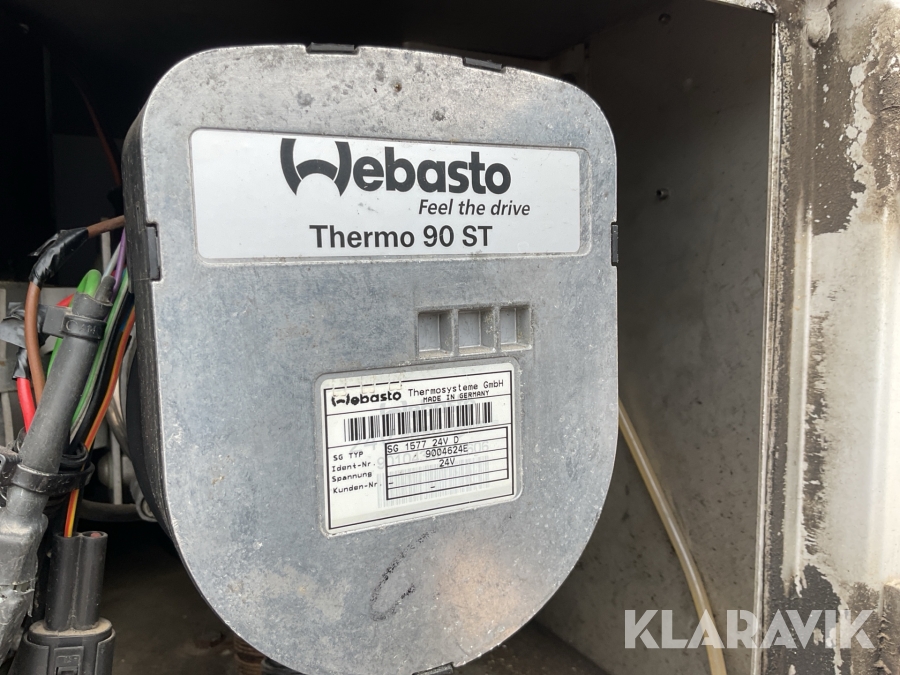 Webasto
Feel the drive
Thermo 90 ST
Webasto Thermosysteme GmbH
MADE IN GERMANY
SG TYP SG 1577 24V D
Ident-Nr. 9004624E
Spannung 24V
Kunden-Nr. -
KLARAVIK